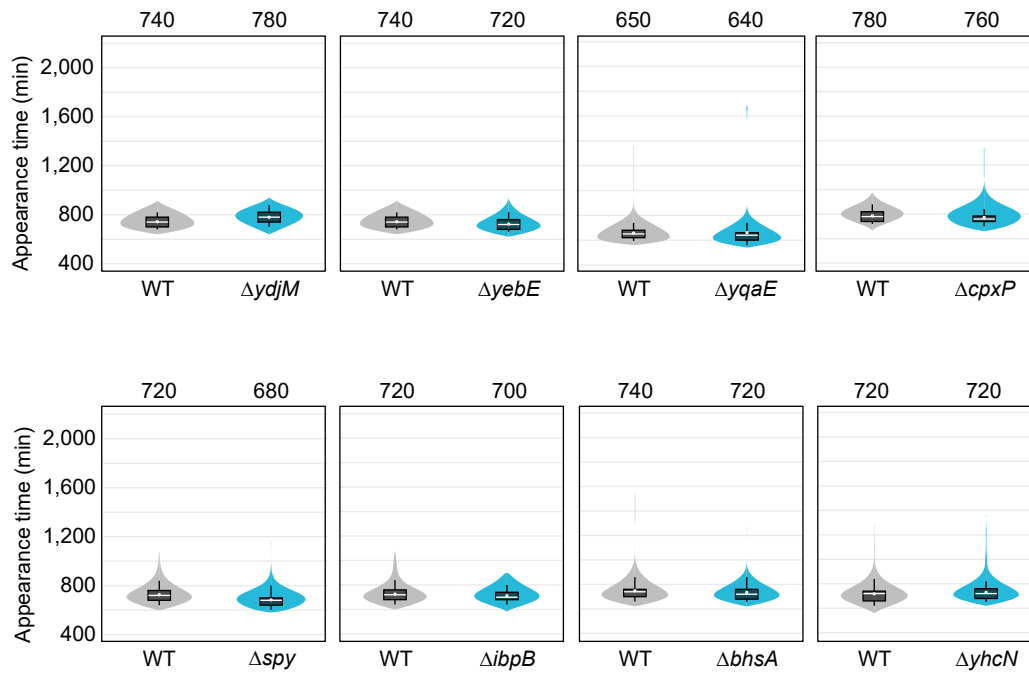 740 780 740 720 650 640 780 760
Appearance time (min)
2,000
1,600
1,200
800
400
WT ΔydjM WT ΔyebE WT ΔyqaE WT ΔcpxP
720 680 720 700 740 720 720 720
Appearance time (min)
2,000
1,600
1,200
800
400
WT Δspy WT ΔibpB WT ΔbhsA WT ΔyhcN